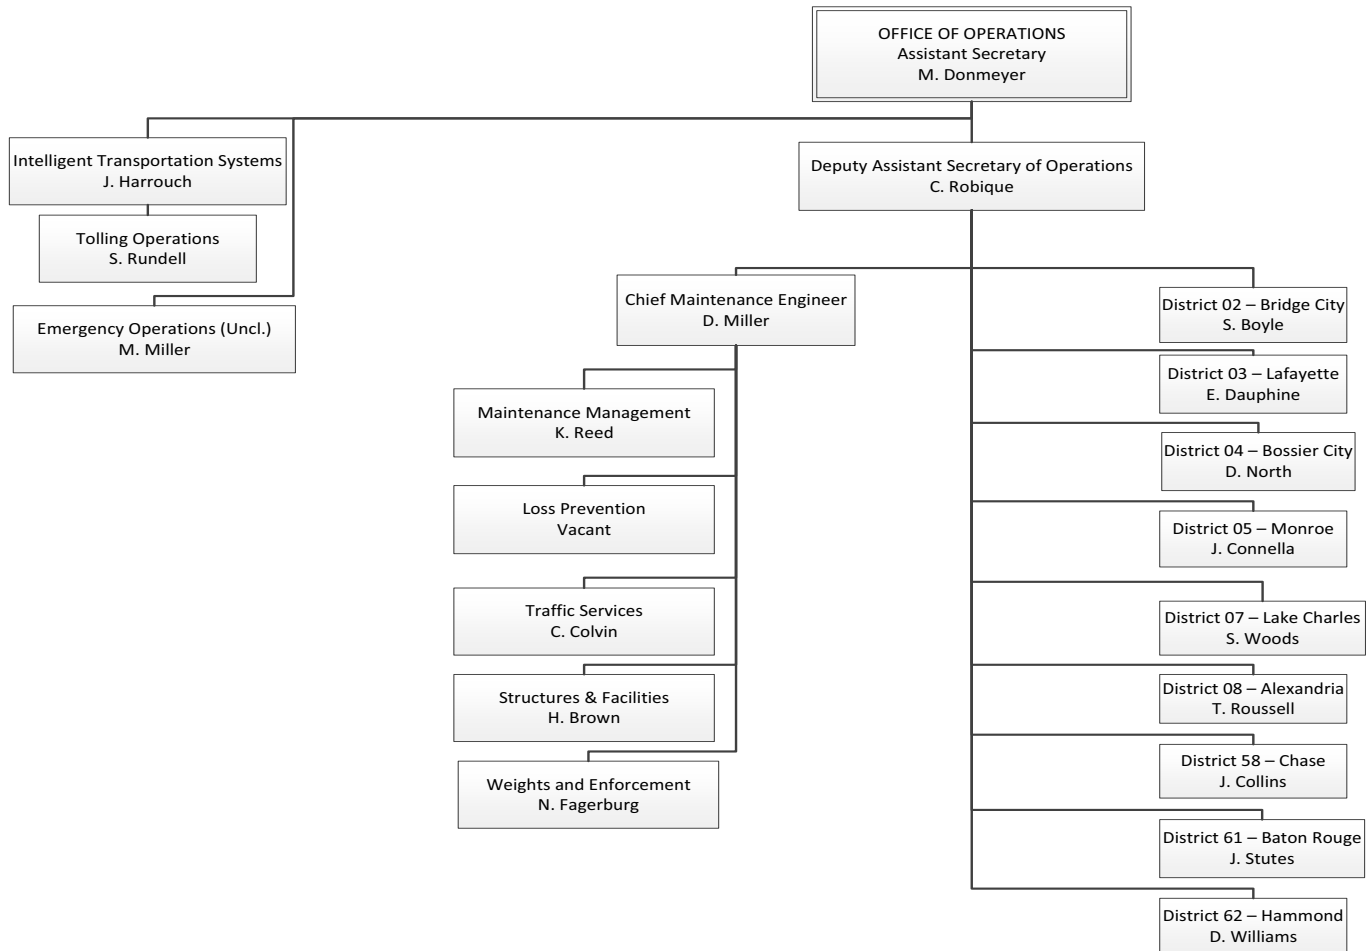 OFFICE OF OPERATIONS
Assistant Secretary
M. Donmeyer
Intelligent Transportation Systems
J. Harrouch
Tolling Operations
S. Rundell
Emergency Operations (Uncl.)
M. Miller
Deputy Assistant Secretary of Operations
C. Robique
Chief Maintenance Engineer
D. Miller
Maintenance Management
K. Reed
Loss Prevention
Vacant
Traffic Services
C. Colvin
Structures & Facilities
H. Brown
Weights and Enforcement
N. Fagerburg
District 02 – Bridge City
S. Boyle
District 03 – Lafayette
E. Dauphine
District 04 – Bossier City
D. North
District 05 – Monroe
J. Connella
District 07 – Lake Charles
S. Woods
District 08 – Alexandria
T. Roussell
District 58 – Chase
J. Collins
District 61 – Baton Rouge
J. Stutes
District 62 – Hammond
D. Williams